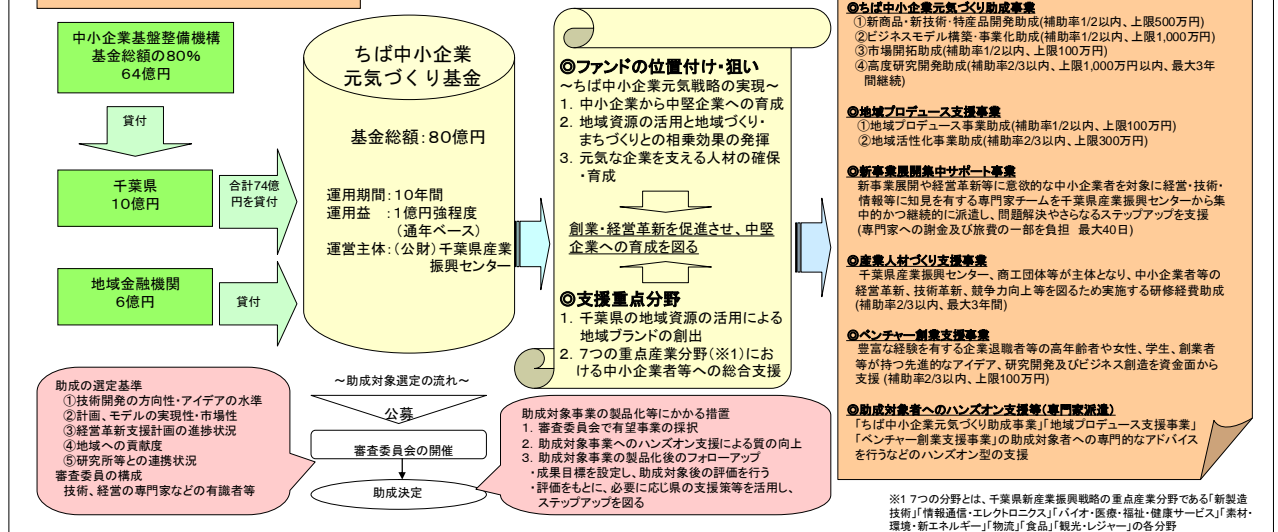 中小企業基盤整備機構
基金総額の80%
64億円
貸付
千葉県
10億円
合計74億
円を貸付
地域金融機関
6億円
貸付
ちば中小企業
元気づくり基金
基金総額:80億円
運用期間:10年間
運用益 :1億円強程度
(通年ベース)
運営主体:(公財)千葉県産業
振興センター
◎ファンドの位置付け・狙い
~ちば中小企業元気戦略の実現~
1. 中小企業から中堅企業への育成
2. 地域資源の活用と地域づくり・
まちづくりとの相乗効果の発揮
3. 元気な企業を支える人材の確保
・育成
創業・経営革新を促進させ、中堅
企業への育成を図る
◎支援重点分野
1. 千葉県の地域資源の活用による
地域ブランドの創出
2. 7つの重点産業分野(※1)にお
ける中小企業者等への総合支援
◎ちば中小企業元気づくり助成事業
①新商品・新技術・特産品開発助成(補助率1/2以内、上限500万円)
②ビジネスモデル構築・事業化助成(補助率1/2以内、上限1,000万円)
③市場開拓助成(補助率1/2以内、上限100万円)
④高度研究開発助成(補助率2/3以内、上限1,000万円以内、最大3年
間継続)
◎地域プロデュース支援事業
①地域プロデュース事業助成(補助率1/2以内、上限100万円)
②地域活性化事業助成(補助率2/3以内、上限300万円)
◎新事業展開集中サポート事業
新事業展開や経営革新等に意欲的な中小企業者を対象に経営・技術・
情報等に知見を有する専門家チームを千葉県産業振興センターから集
中的かつ継続的に派遣し、問題解決やさらなるステップアップを支援
(専門家への謝金及び旅費の一部を負担 最大40日)
◎産業人材づくり支援事業
千葉県産業振興センター、商工団体等が主体となり、中小企業者等の
経営革新、技術革新、競争力向上等を図るため実施する研修経費助成
(補助率2/3以内、最大3年間)
◎ベンチャー創業支援事業
豊富な経験を有する企業退職者等の高年齢者や女性、学生、創業者
等が持つ先進的なアイデア、研究開発及びビジネス創造を資金面から
支援 (補助率2/3以内、上限100万円)
◎助成対象者へのハンズオン支援等(専門家派遣)
「ちば中小企業元気づくり助成事業」「地域プロデュース支援事業」
「ベンチャー創業支援事業」の助成対象者への専門的なアドバイス
を行うなどのハンズオン型の支援
助成の選定基準
①技術開発の方向性・アイデアの水準
②計画、モデルの実現性・市場性
③経営革新支援計画の進捗状況
④地域への貢献度
⑤研究所等との連携状況
審査委員の構成
技術、経営の専門家などの有識者等
~助成対象選定の流れ~
公募
審査委員会の開催
助成決定
助成対象事業の製品化等にかかる措置
1. 審査委員会で有望事業の採択
2. 助成対象事業へのハンズオン支援による質の向上
3. 助成対象事業の製品化後のフォローアップ
・成果目標を設定し、助成対象後の評価を行う
・評価をもとに、必要に応じ県の支援策等を活用し、
ステップアップを図る
※1 7つの分野とは、千葉県新産業振興戦略の重点産業分野である「新製造
技術」「情報通信・エレクトロニクス」「バイオ・医療・福祉・健康サービス」「素材・
環境・新エネルギー」「物流」「食品」「観光・レジャー」の各分野